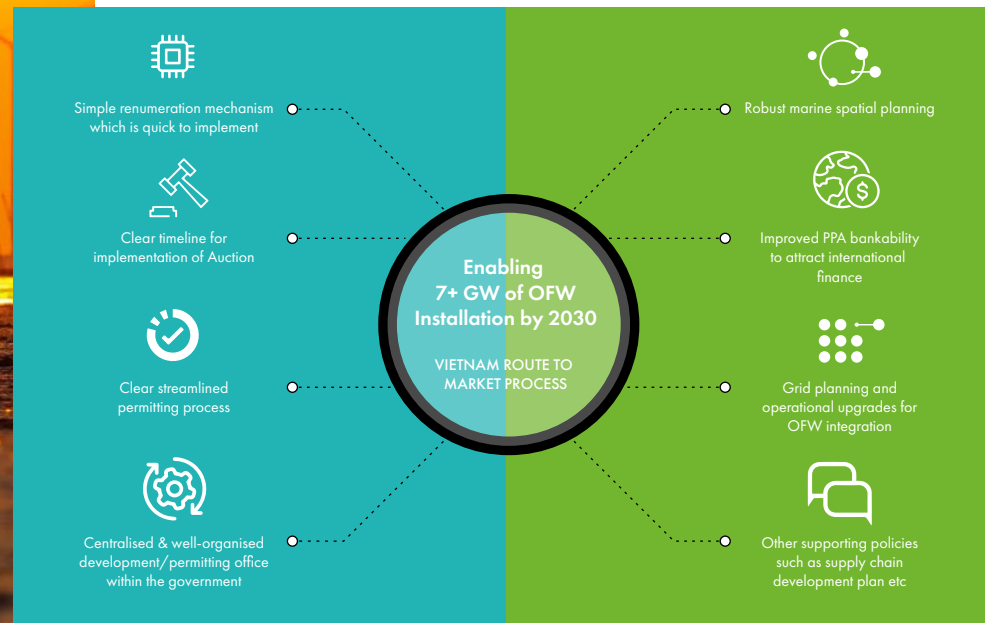 Simple renumeration mechanism
which is quick to implement
Clear timeline for
implementation of Auction
Clear streamlined
permitting process
Centralised & well-organised
development/permitting office
within the government
Enabling
7+ GW of OFW
Installation by 2030
VIETNAM ROUTE TO
MARKET PROCESS
Robust marine spatial planning
$
Improved PPA bankability
to attract international
finance
Grid planning and
operational upgrades for
OFW integration
Other supporting policies
such as supply chain
development plan etc